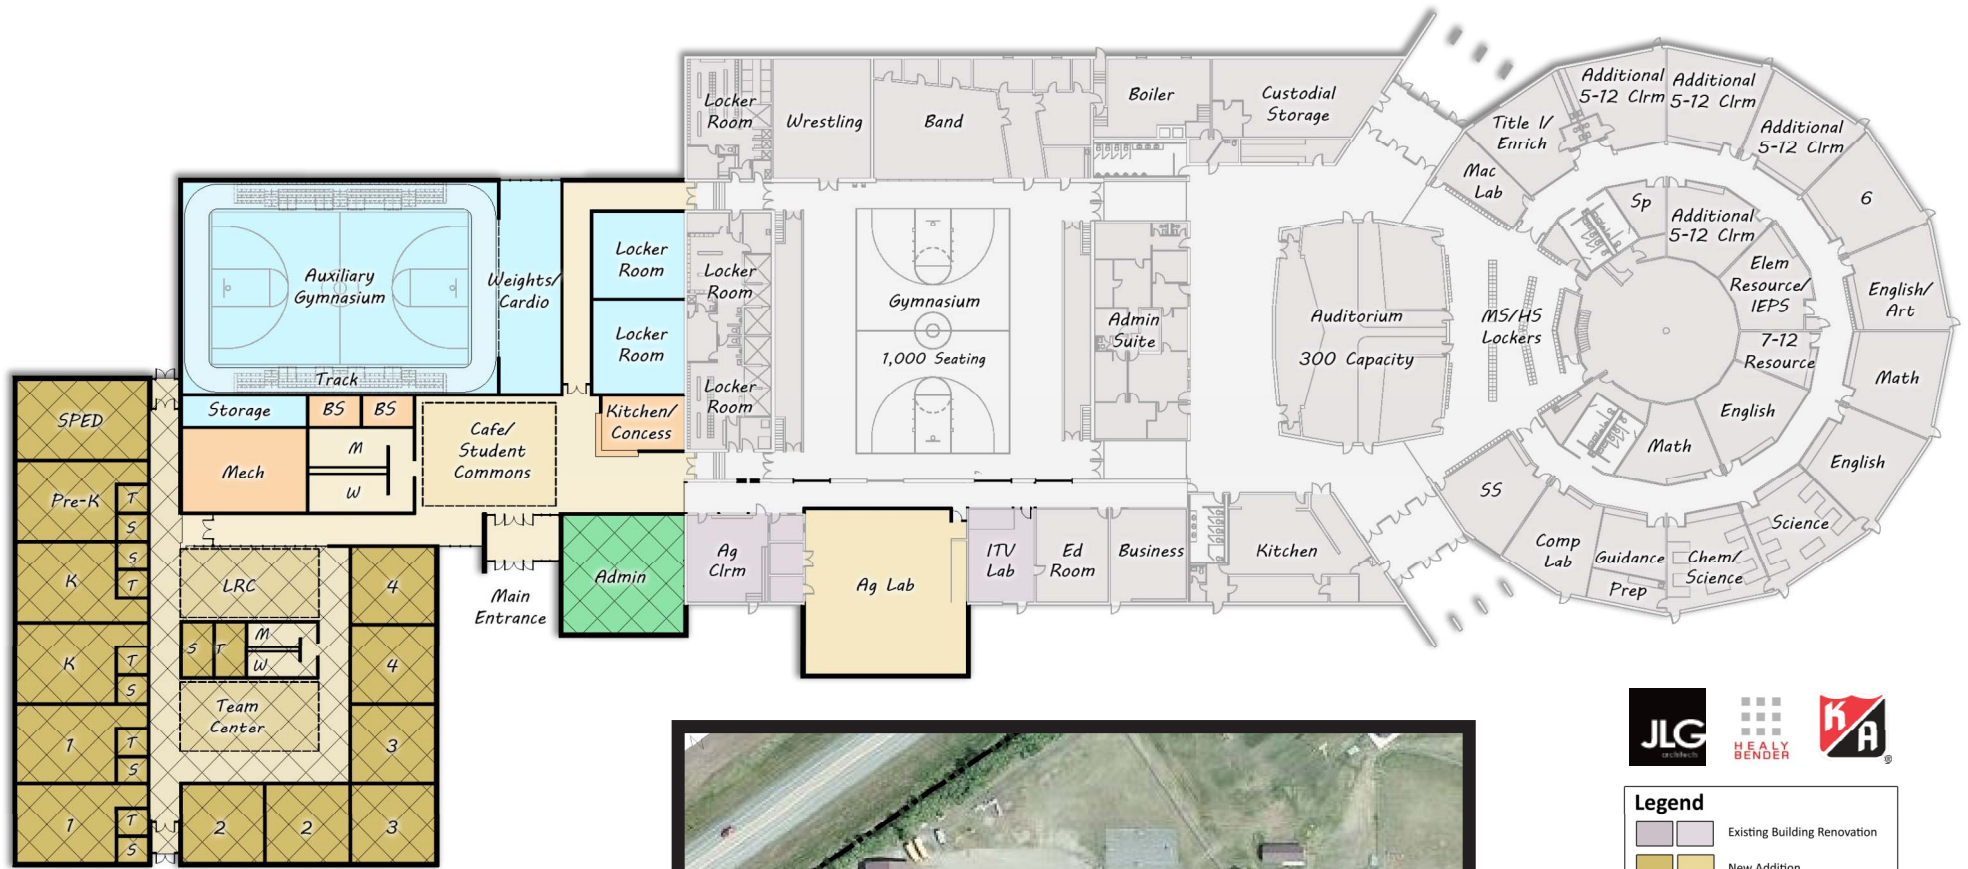 Locker
Room
Wrestling
Band
Boiler
Custodial
Storage
Title I/
Enrich
Additional
5-12 Clrm
Additional
5-12 Clrm
Additional
5-12 Clrm
Mac
Lab
Sp
Additional
5-12 Clrm
6
Elem
Resource/
IEPS
English/
Art
7-12
Resource
Math
English
Math
English
Science
Chem/
Science
Guidance
Prep
Comp
Lab
SS
MS/HS
Lockers
Auditorium
300 Capacity
Admin
Suite
Gymnasium
1,000 Seating
Locker
Room
Locker
Room
Locker
Room
Locker
Room
Weights/
Cardio
Auxiliary
Gymnasium
Track
Storage
BS
BS
Mech
M
W
Cafe/
Student
Commons
Kitchen/
Concess
SPED
Pre-K
T
S
K
S
T
K
T
S
1
T
S
1
T
S
LRC
S
T
M
W
Team
Center
4
4
3
2
2
3
Main
Entrance
Admin
Ag
Clrm
Ag Lab
ITV
Lab
Ed
Room
Business
Kitchen
JLG
architects
HEALY
BENDER
KA
®
Legend
Existing Building Renovation
New Addition